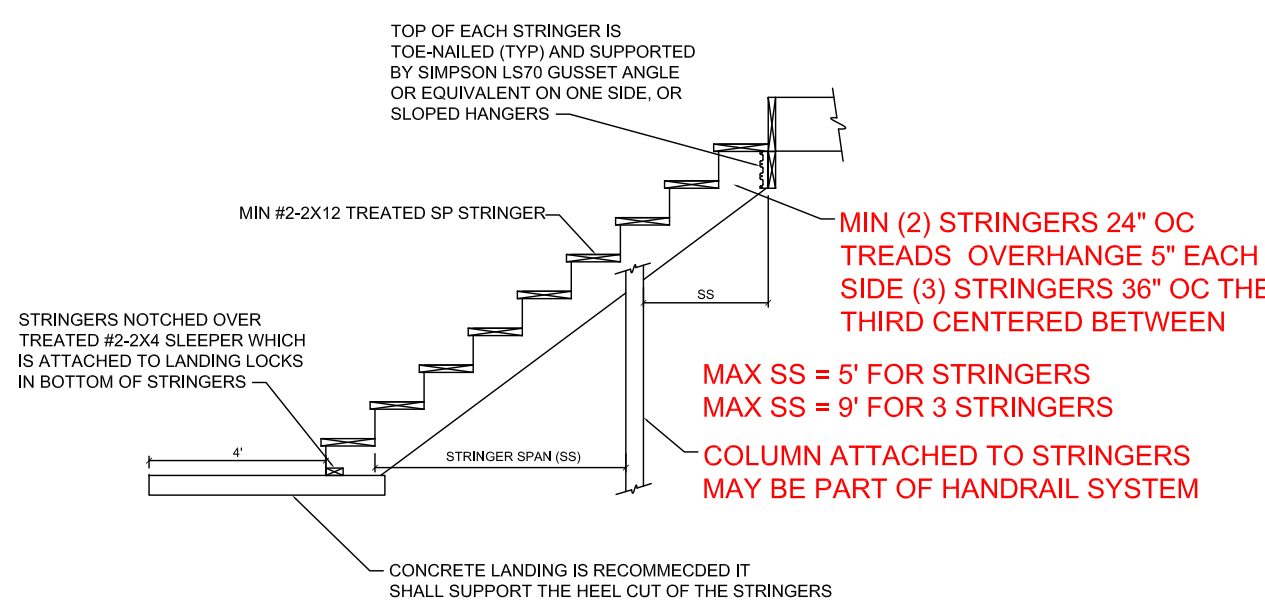 TOP OF EACH STRINGER IS
TOE-NAILED (TYP) AND SUPPORTED
BY SIMPSON LS70 GUSSET ANGLE
OR EQUIVALENT ON ONE SIDE, OR
SLOPED HANGERS
MIN #2-2X12 TREATED SP STRINGER
MIN (2) STRINGERS 24" OC
TREADS OVERHANGE 5" EACH
SIDE (3) STRINGERS 36" OC THE
THIRD CENTERED BETWEEN
SS
STRINGERS NOTCHED OVER
TREATED #2-2X4 SLEEPER WHICH
IS ATTACHED TO LANDING LOCKS
IN BOTTOM OF STRINGERS
MAX SS = 5' FOR STRINGERS
MAX SS = 9' FOR 3 STRINGERS
4'
STRINGER SPAN (SS)
COLUMN ATTACHED TO STRINGERS
MAY BE PART OF HANDRAIL SYSTEM
CONCRETE LANDING IS RECOMMECDED IT
SHALL SUPPORT THE HEEL CUT OF THE STRINGERS